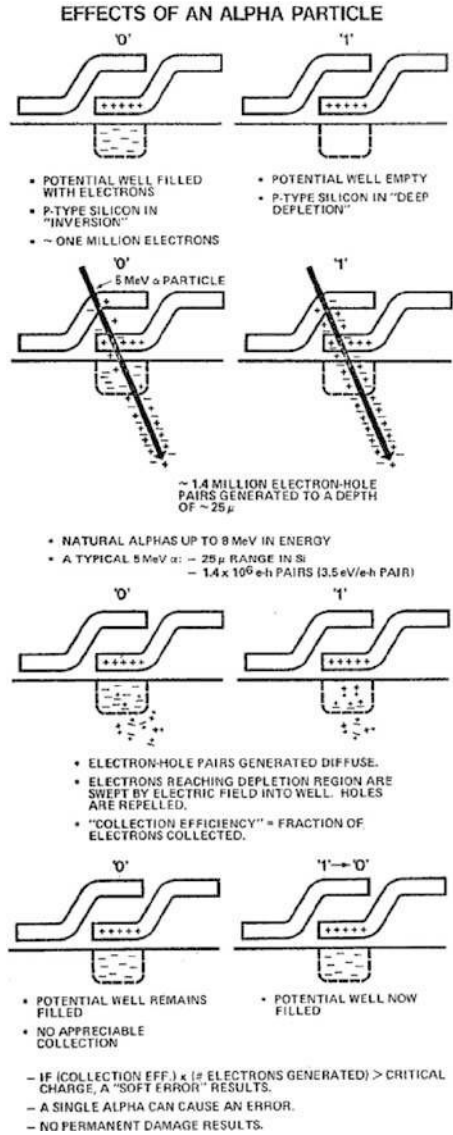 EFFECTS OF AN ALPHA PARTICLE
'0' '1'
+++++ +++++
• POTENTIAL WELL FILLED
WITH ELECTRONS
• P-TYPE SILICON IN
"INVERSION"
• ~ ONE MILLION ELECTRONS
• POTENTIAL WELL EMPTY
• P-TYPE SILICON IN "DEEP
DEPLETION"
'0' '1'
5 MeV α PARTICLE
~ 1.4 MILLION ELECTRON-HOLE
PAIRS GENERATED TO A DEPTH
OF ~25 μ
• NATURAL ALPHAS UP TO 8 MeV IN ENERGY
• A TYPICAL 5 MeV α: – 25 μ RANGE IN Si
– 1.4 x 10⁶ e-h PAIRS (3.5 eV/e-h PAIR)
'0' '1'
+++++ +++++
• ELECTRON-HOLE PAIRS GENERATED DIFFUSE.
• ELECTRONS REACHING DEPLETION REGION ARE
SWEPT BY ELECTRIC FIELD INTO WELL. HOLES
ARE REPELLED.
• "COLLECTION EFFICIENCY" = FRACTION OF
ELECTRONS COLLECTED.
'0' '1'→'0'
+++++ +++++
• POTENTIAL WELL REMAINS
FILLED
• NO APPRECIABLE
COLLECTION
• POTENTIAL WELL NOW
FILLED
– IF (COLLECTION EFF.) x (# ELECTRONS GENERATED) > CRITICAL
CHARGE, A "SOFT ERROR" RESULTS.
– A SINGLE ALPHA CAN CAUSE AN ERROR.
– NO PERMANENT DAMAGE RESULTS.